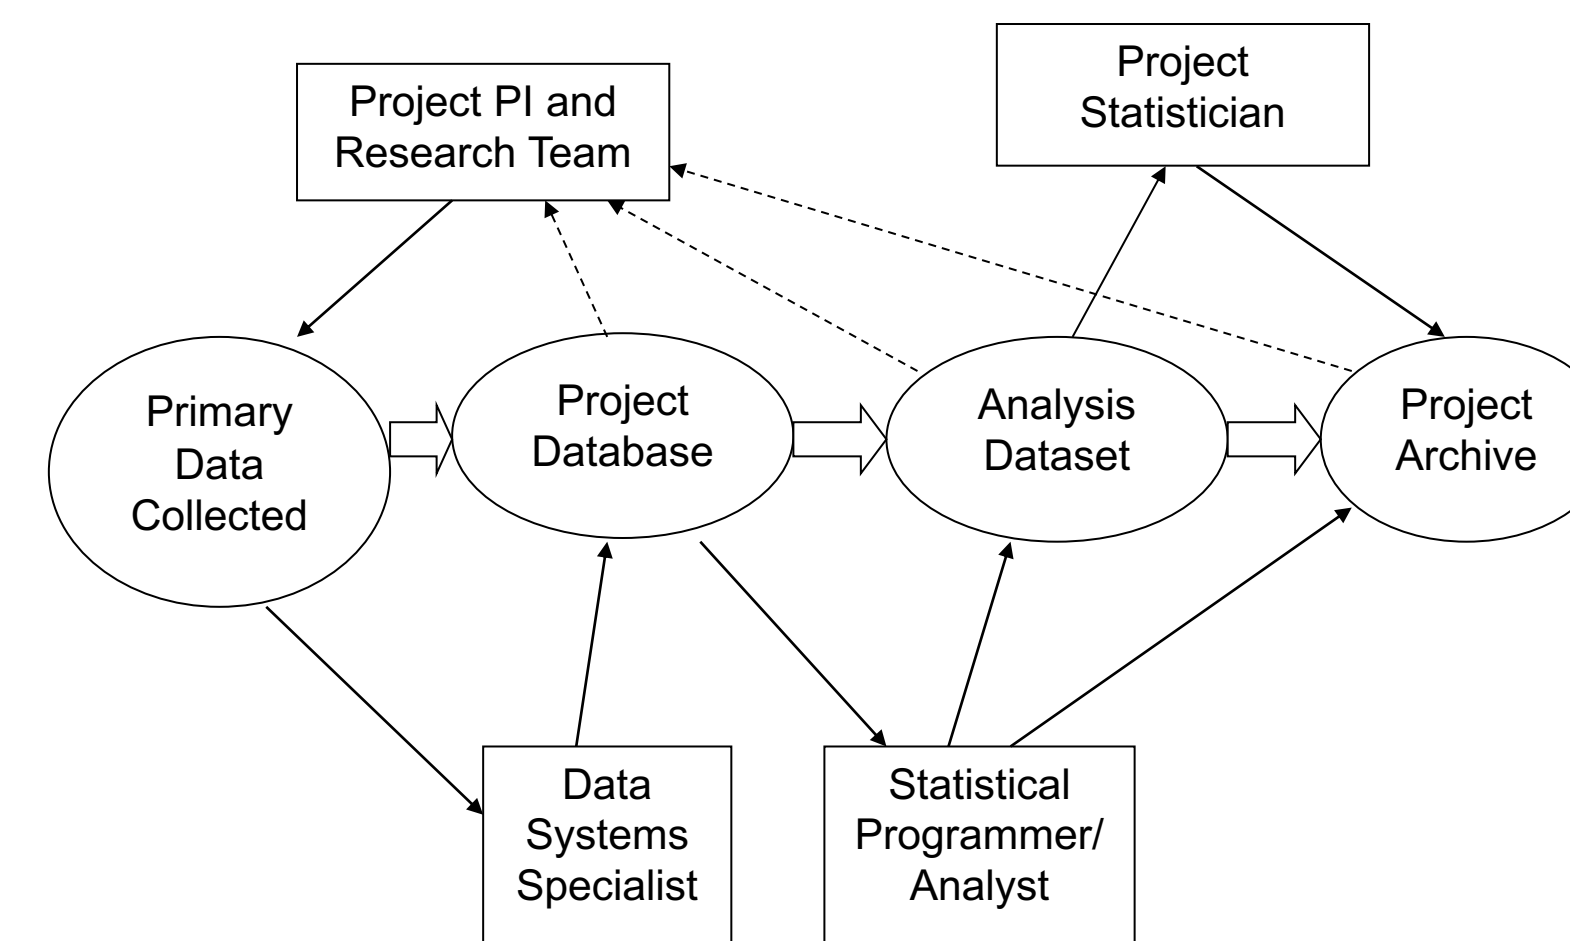 Project PI and
Research Team
Project
Statistician
Primary
Data
Collected
Project
Database
Analysis
Dataset
Project
Archive
Data
Systems
Specialist
Statistical
Programmer/
Analyst